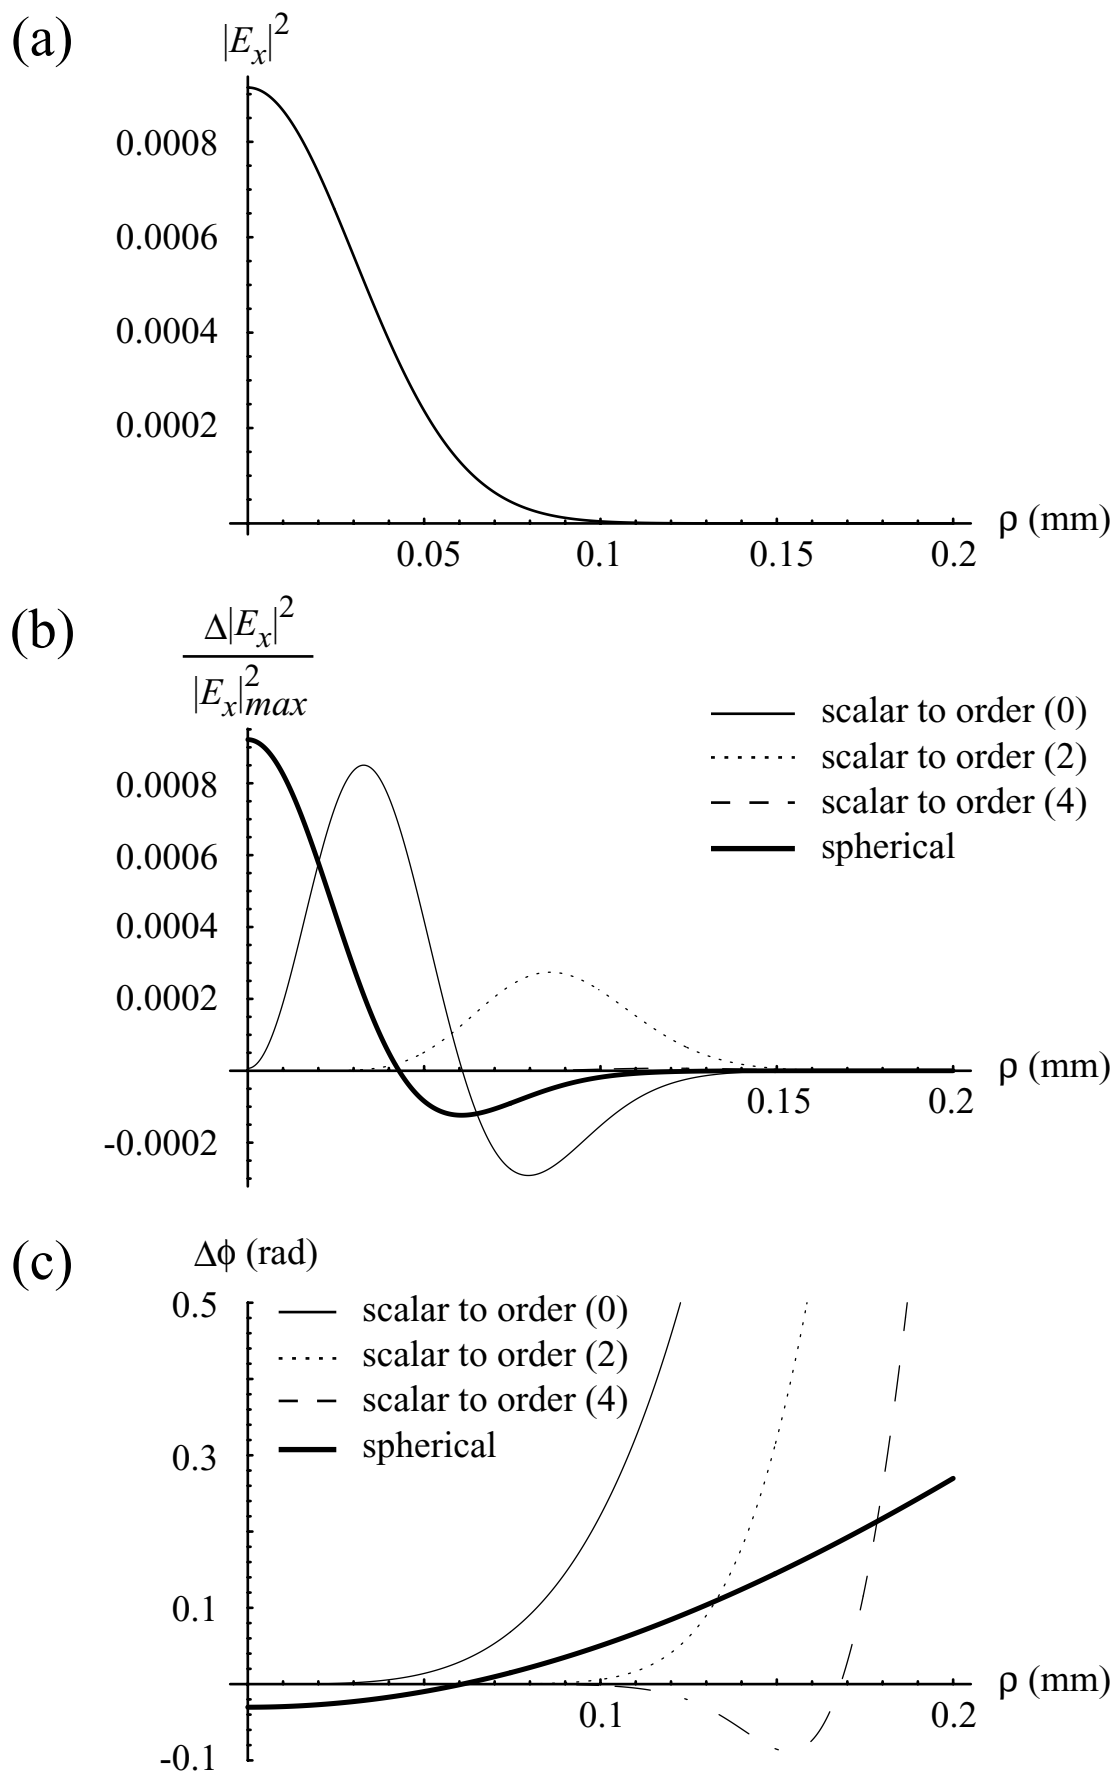 (a)
|E_x|^2
0.0008
0.0006
0.0004
0.0002
0.05 0.1 0.15 0.2 ρ (mm)
(b)
Δ|E_x|^2
|E_x|^2_max
scalar to order (0)
scalar to order (2)
scalar to order (4)
spherical
0.0008
0.0006
0.0004
0.0002
ρ (mm)
0.15 0.2
-0.0002
(c)
Δϕ (rad)
0.5
scalar to order (0)
scalar to order (2)
scalar to order (4)
spherical
0.3
0.1
ρ (mm)
0.1 0.2
-0.1